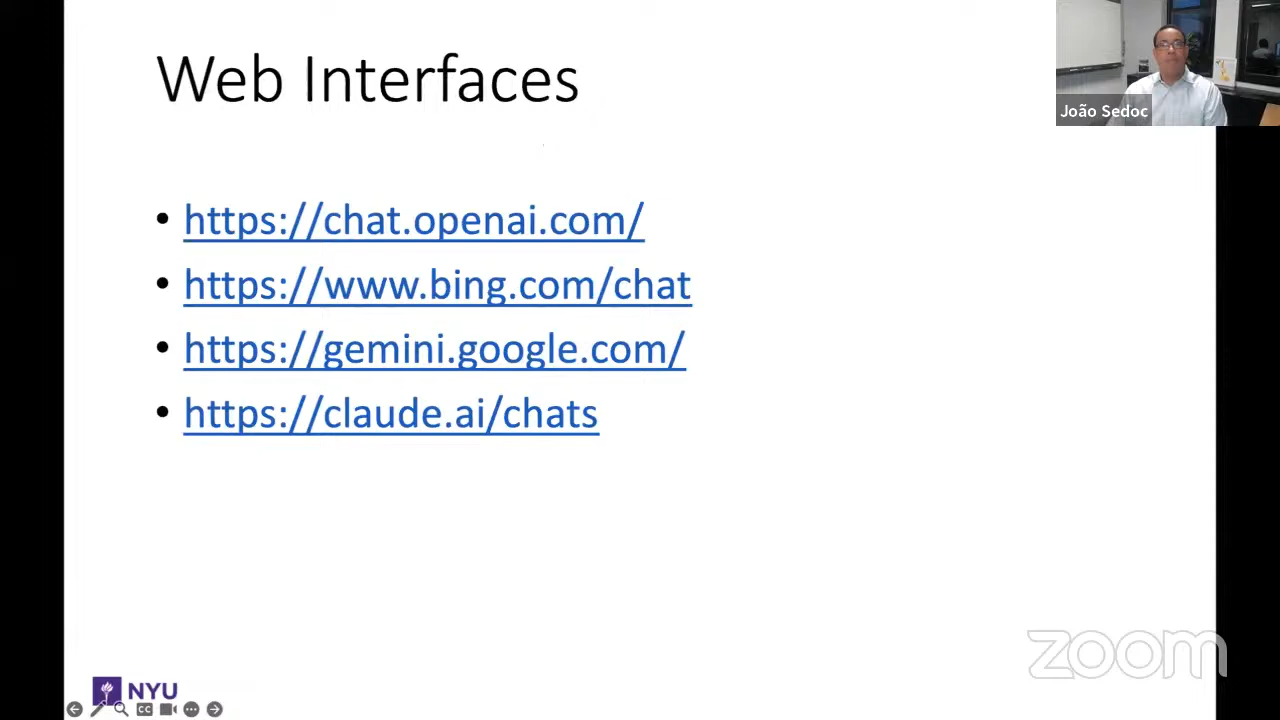 Web Interfaces
João Sedoc
• https://chat.openai.com/
• https://www.bing.com/chat
• https://gemini.google.com/
• https://claude.ai/chats
zoom
NYU
CC